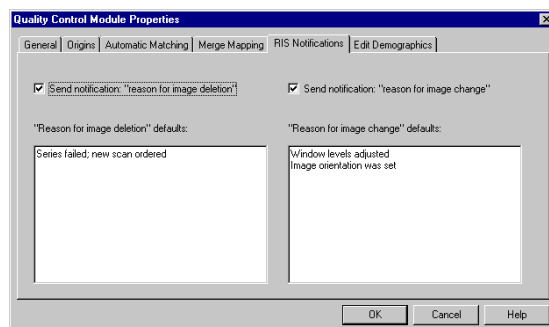 Quality Control Module Properties
General Origins Automatic Matching Merge Mapping RIS Notifications Edit Demographics
Send notification: "reason for image deletion" Send notification: "reason for image change"
"Reason for image deletion" defaults: "Reason for image change" defaults:
Series failed; new scan ordered Window levels adjusted
Image orientation was set
OK Cancel Help